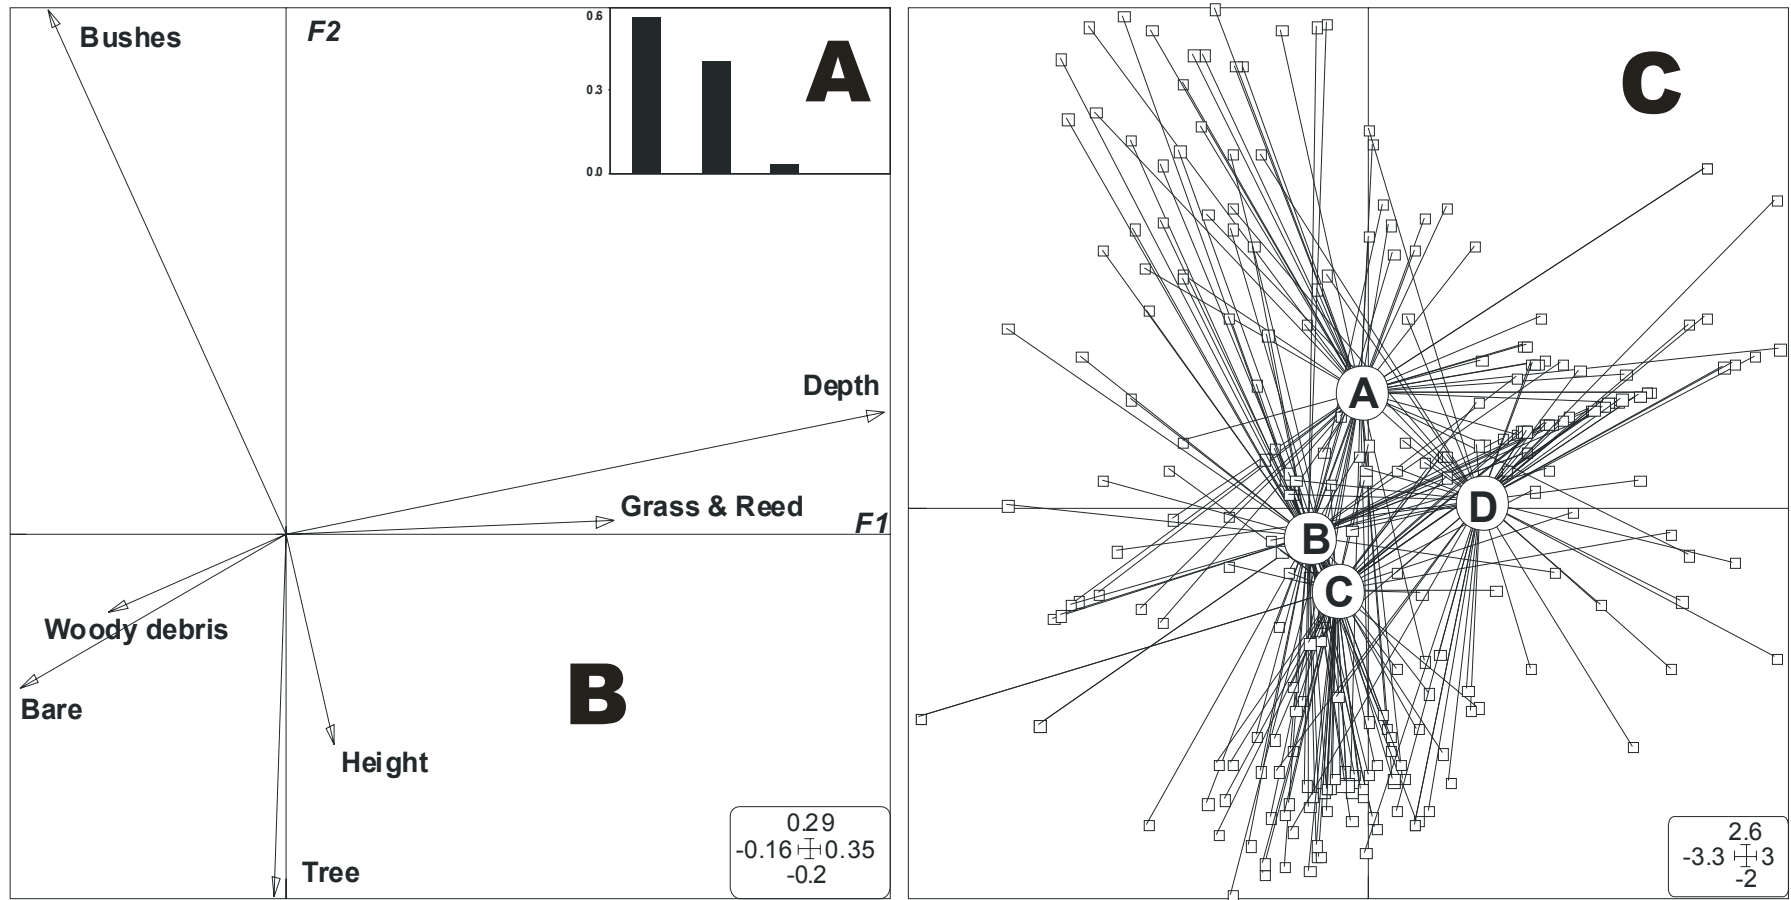 Bushes
F2
0.6
0.3
0.0
A
Depth
Grass & Reed
F1
Woody debris
Bare
B
Height
Tree
0.29
-0.16 0.35
-0.2
C
A
D
B
C
2.6
-3.3 3
-2